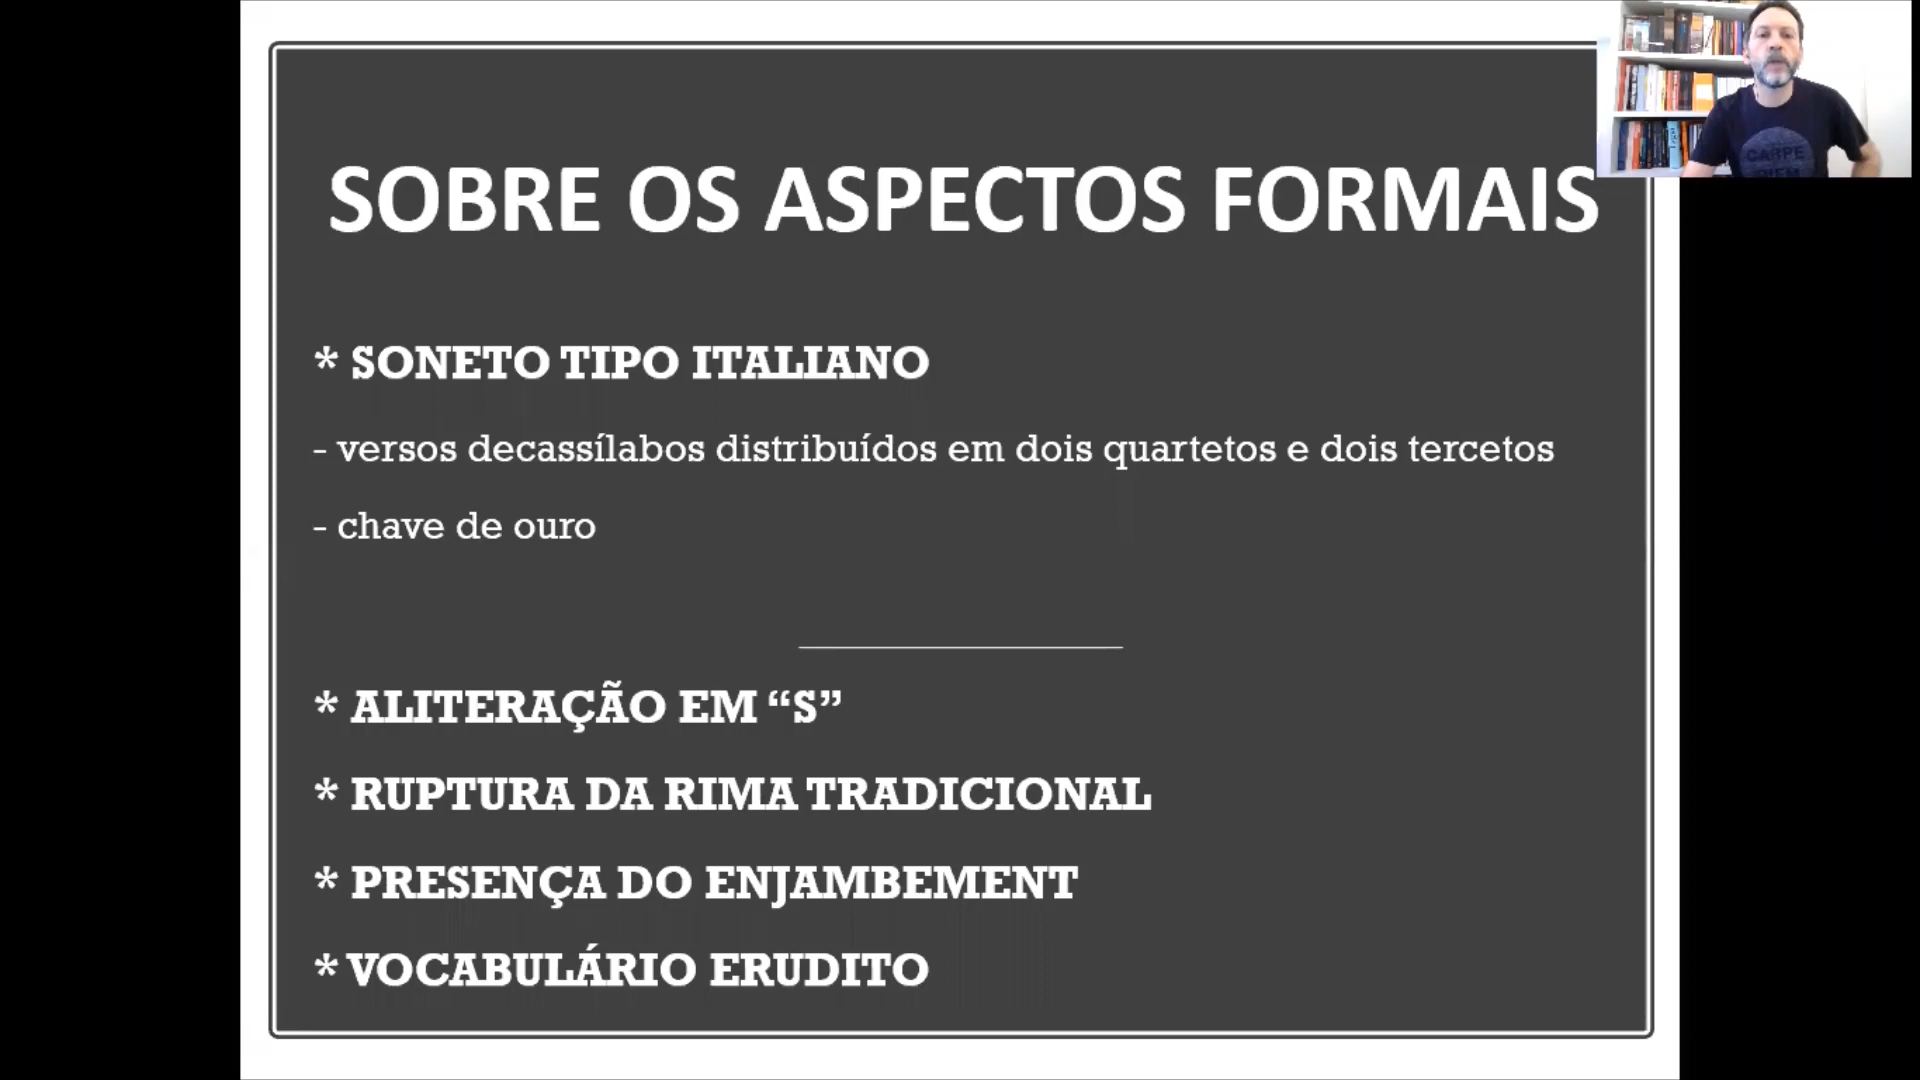 SOBRE OS ASPECTOS FORMAIS
* SONETO TIPO ITALIANO
- versos decassílabos distribuídos em dois quartetos e dois tercetos
- chave de ouro
* ALITERAÇÃO EM “S”
* RUPTURA DA RIMA TRADICIONAL
* PRESENÇA DO ENJAMBEMENT
* VOCABULÁRIO ERUDITO
CARPE